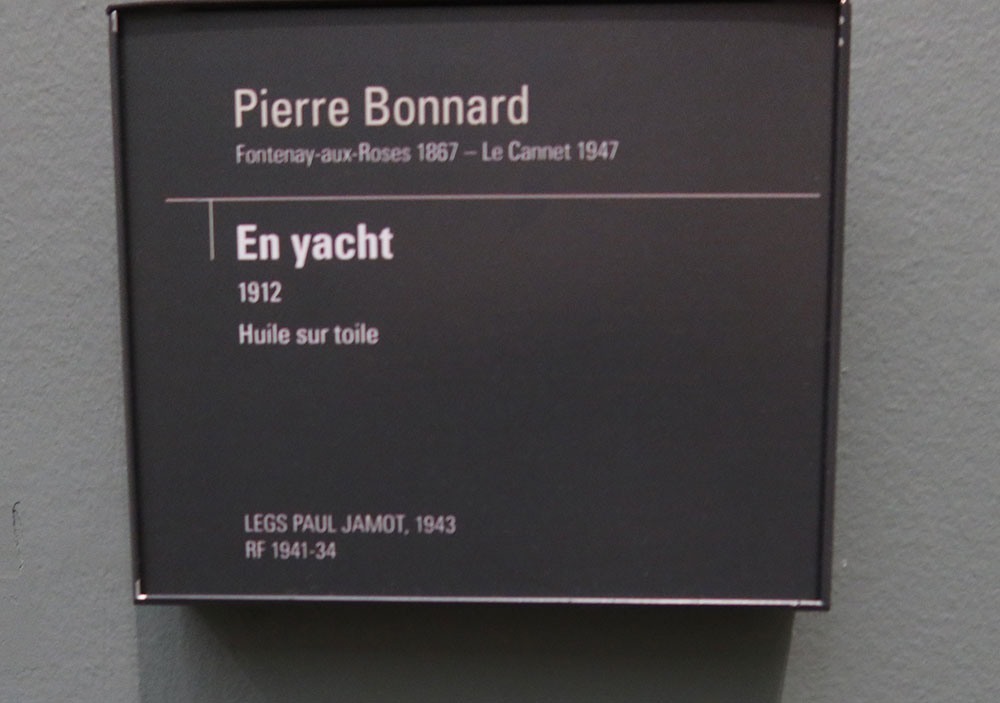 Pierre Bonnard
Fontenay-aux-Roses 1867 – Le Cannet 1947
En yacht
1912
Huile sur toile
LEGS PAUL JAMOT, 1943
RF 1941-34